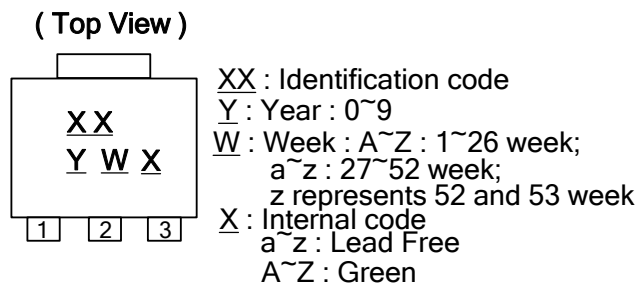 ( Top View )
XX
Y W X
1 2 3
XX : Identification code
Y : Year : 0~9
W : Week : A~Z : 1~26 week;
a~z : 27~52 week;
z represents 52 and 53 week
X : Internal code
a~z : Lead Free
A~Z : Green